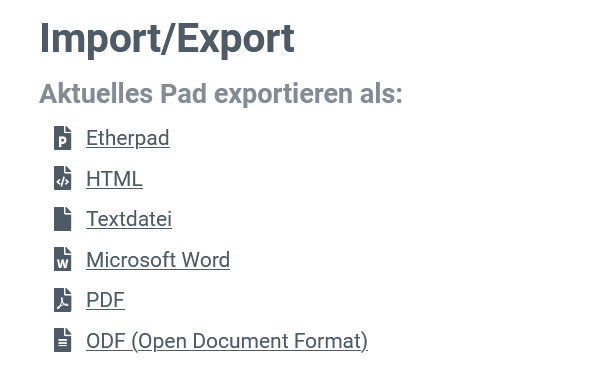 Import/Export
Aktuelles Pad exportieren als:
Etherpad
HTML
Textdatei
Microsoft Word
PDF
ODF (Open Document Format)